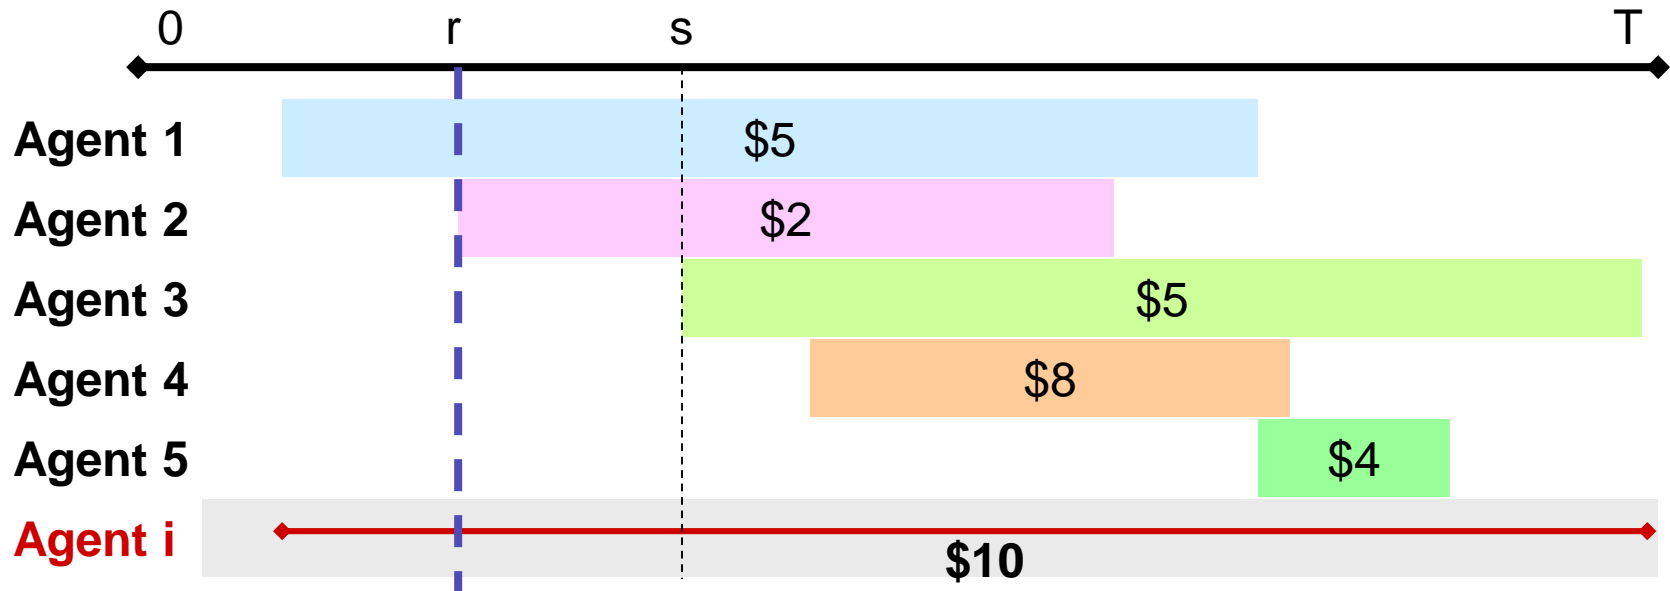 0 r s T
Agent 1 $5
Agent 2 $2
Agent 3 $5
Agent 4 $8
Agent 5 $4
Agent i $10